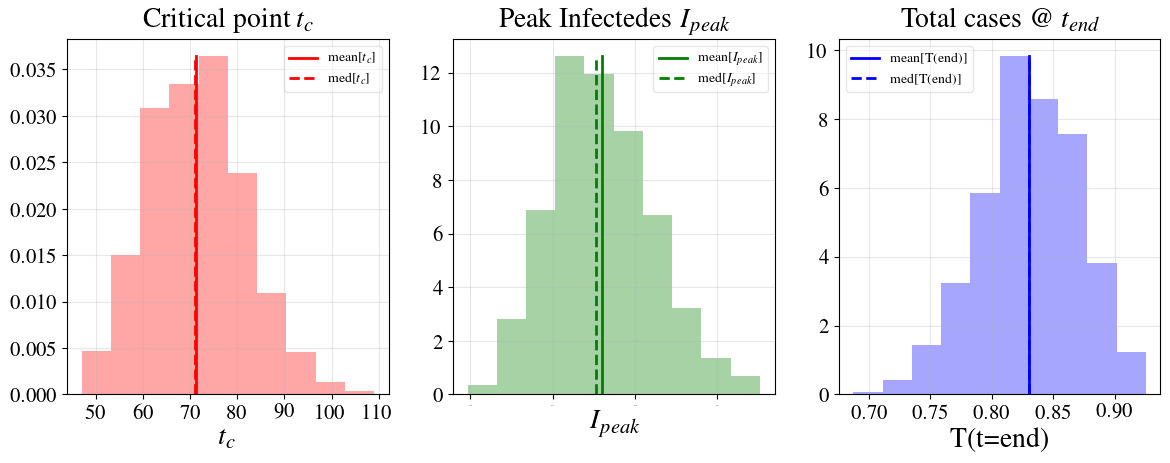 Critical point t_c
mean[t_c]
med[t_c]
0.035
0.030
0.025
0.020
0.015
0.010
0.005
0.000
50 60 70 80 90 100 110
t_c
Peak Infectedes I_peak
mean[I_peak]
med[I_peak]
12
10
8
6
4
2
0
I_peak
Total cases @ t_end
mean[T(end)]
med[T(end)]
10
8
6
4
2
0
0.70 0.75 0.80 0.85 0.90
T(t=end)